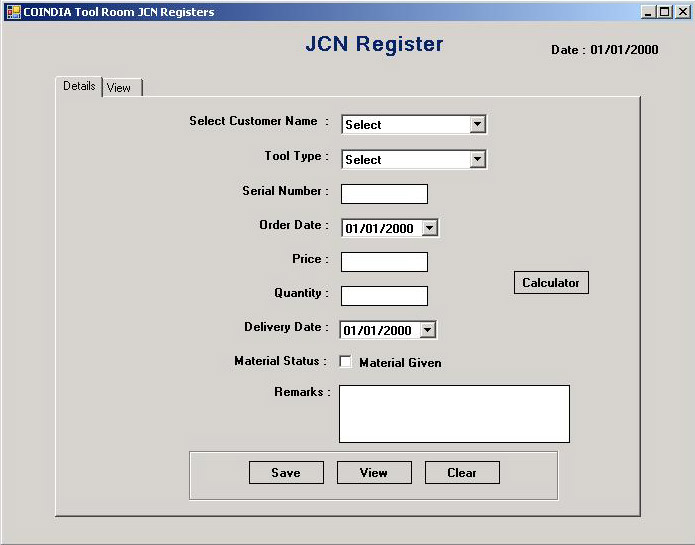 COINDIA Tool Room JCN Registers
JCN Register
Date : 01/01/2000
Details View
Select Customer Name : Select
Tool Type : Select
Serial Number :
Order Date : 01/01/2000
Price :
Calculator
Quantity :
Delivery Date : 01/01/2000
Material Status : Material Given
Remarks :
Save View Clear